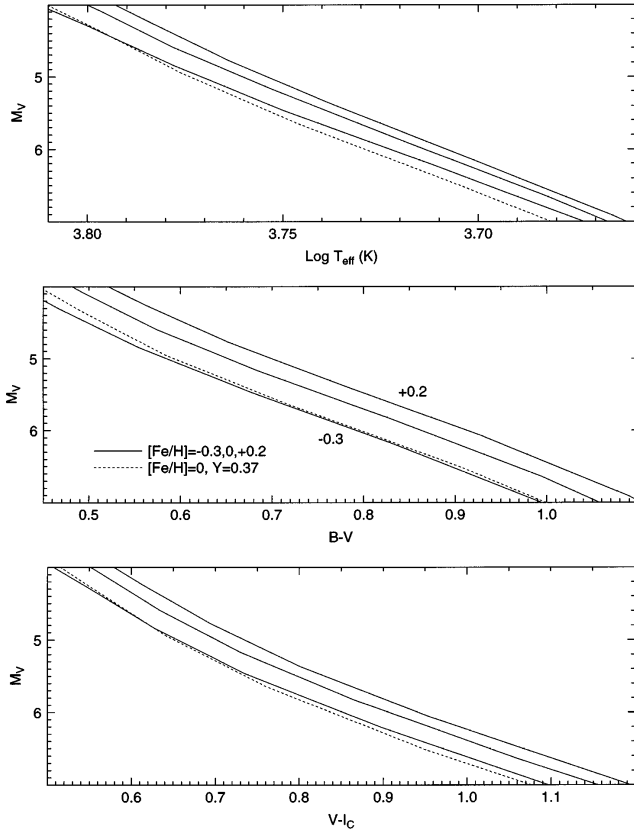 M_V
5
6
3.80
3.75
3.70
Log T_eff (K)
M_V
5
6
+0.2
-0.3
[Fe/H]=-0.3,0,+0.2
[Fe/H]=0, Y=0.37
0.5
0.6
0.7
0.8
0.9
1.0
B-V
M_V
5
6
0.6
0.7
0.8
0.9
1.0
1.1
V-I_C